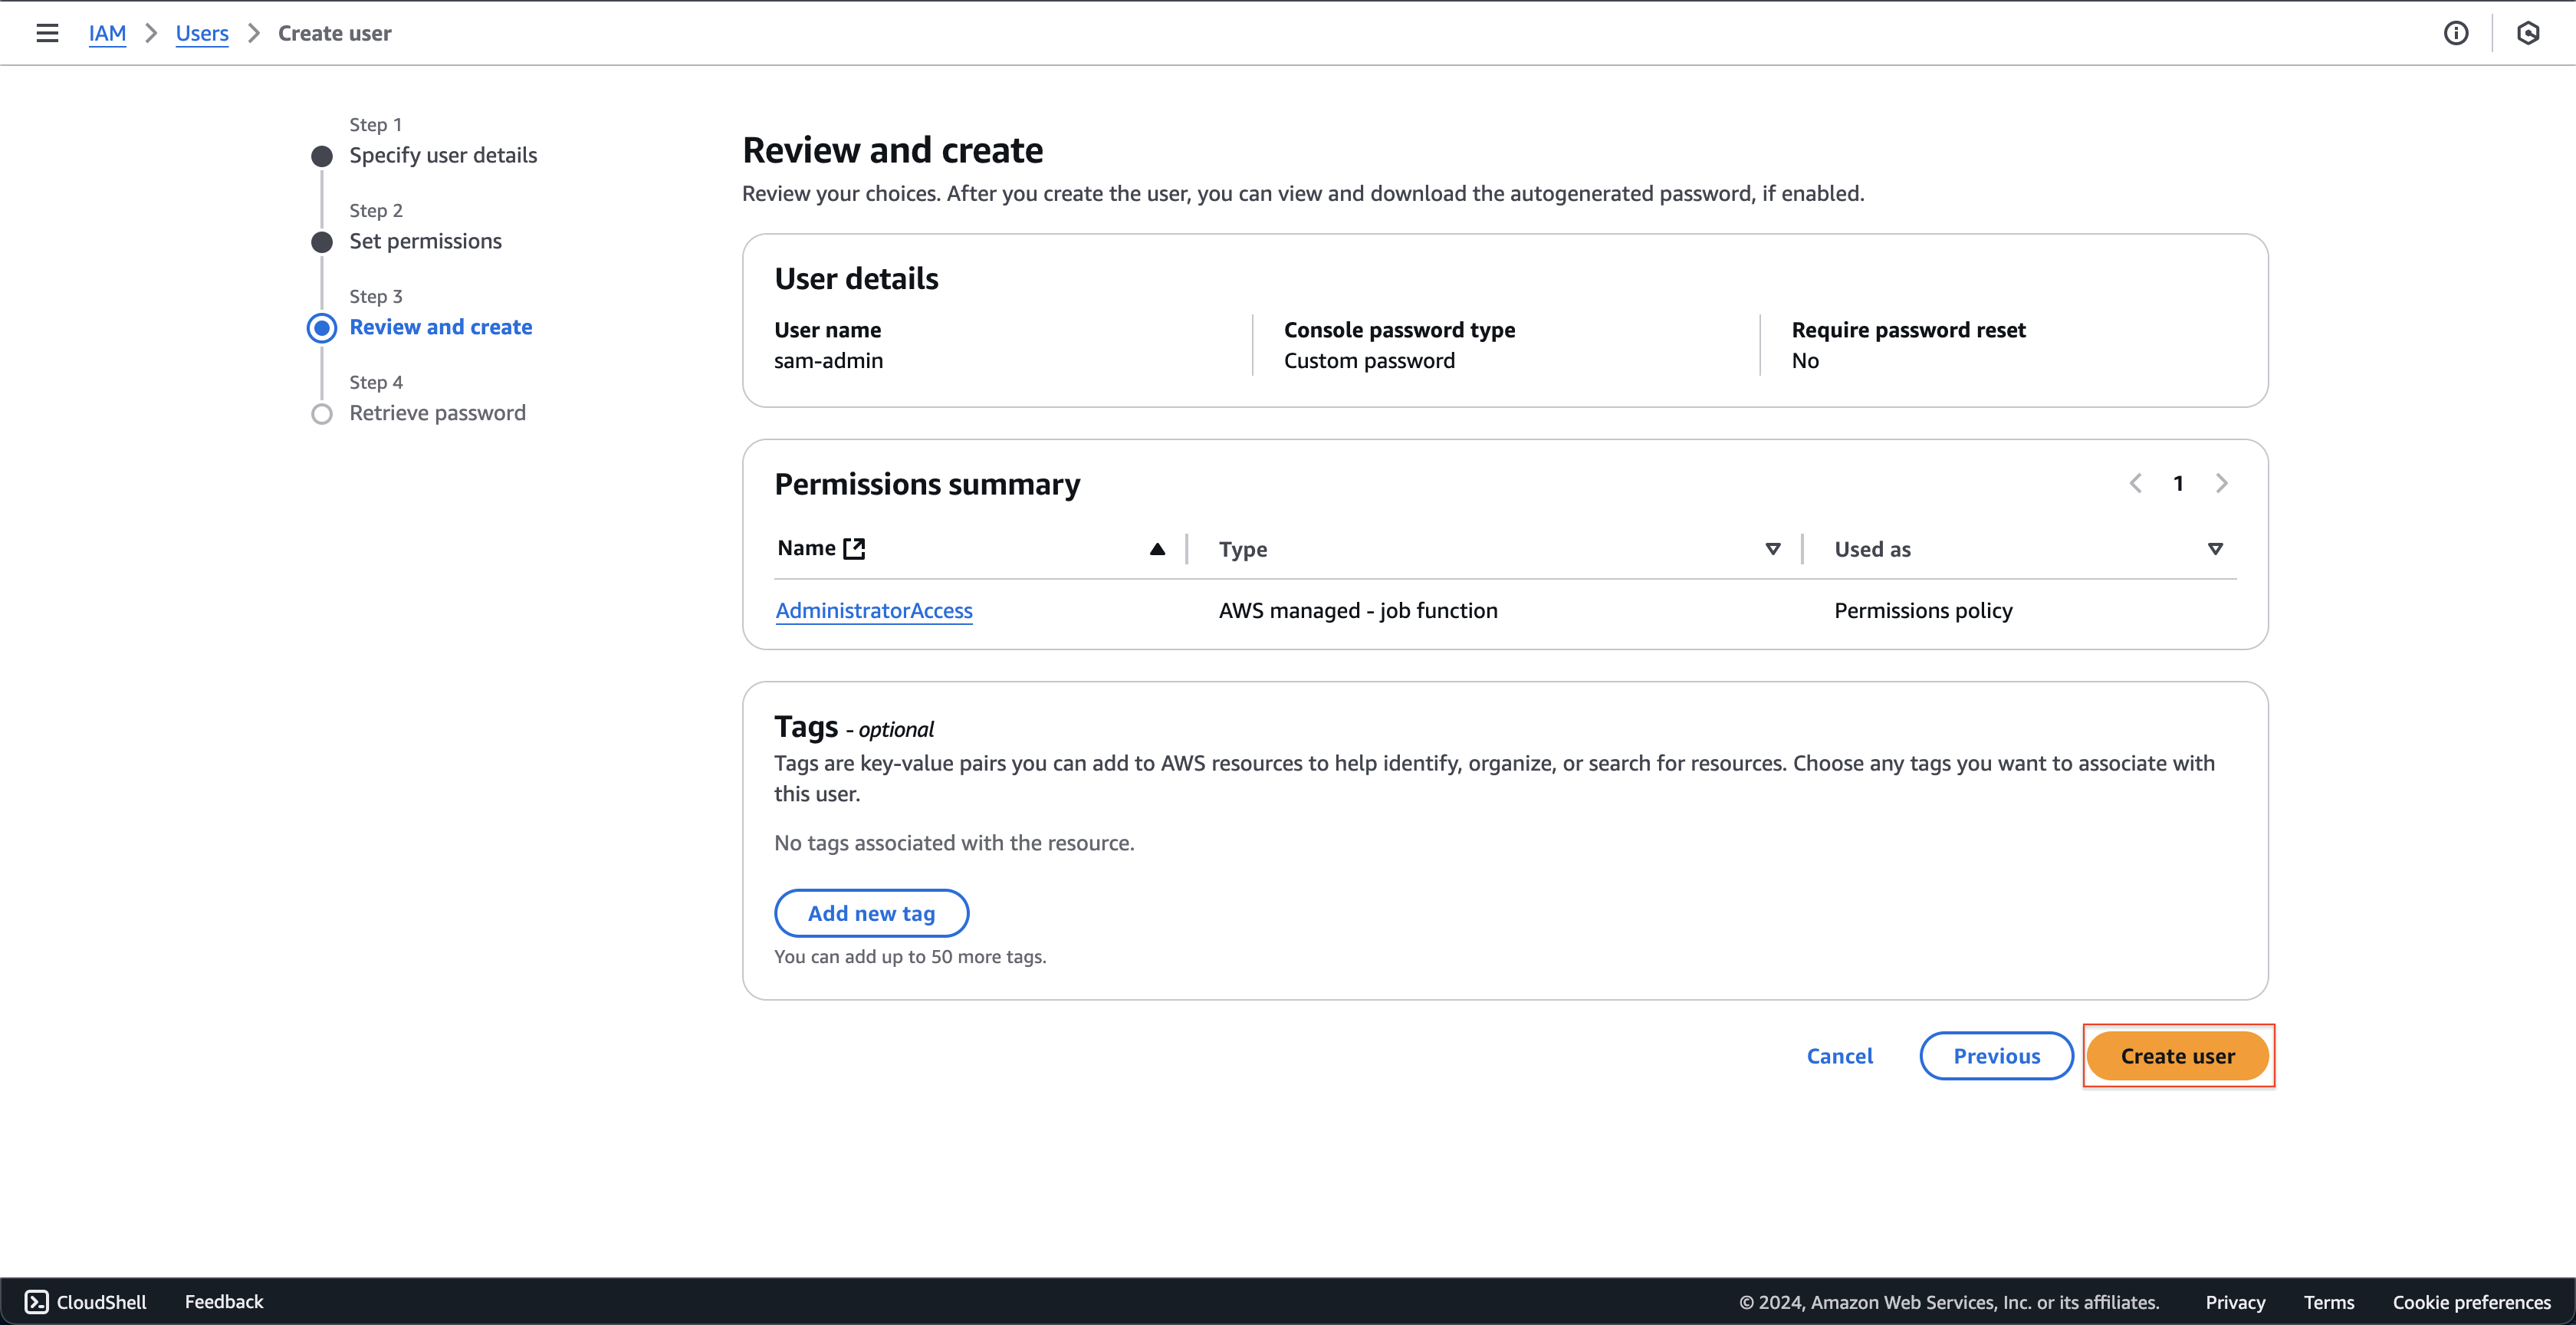 IAM > Users > Create user
Step 1
Specify user details
Step 2
Set permissions
Step 3
Review and create
Step 4
Retrieve password
Review and create
Review your choices. After you create the user, you can view and download the autogenerated password, if enabled.
User details
User name
sam-admin
Console password type
Custom password
Require password reset
No
Permissions summary
1
Name
Type
Used as
AdministratorAccess
AWS managed - job function
Permissions policy
Tags - optional
Tags are key-value pairs you can add to AWS resources to help identify, organize, or search for resources. Choose any tags you want to associate with
this user.
No tags associated with the resource.
Add new tag
You can add up to 50 more tags.
Cancel
Previous
Create user
CloudShell
Feedback
© 2024, Amazon Web Services, Inc. or its affiliates.
Privacy
Terms
Cookie preferences